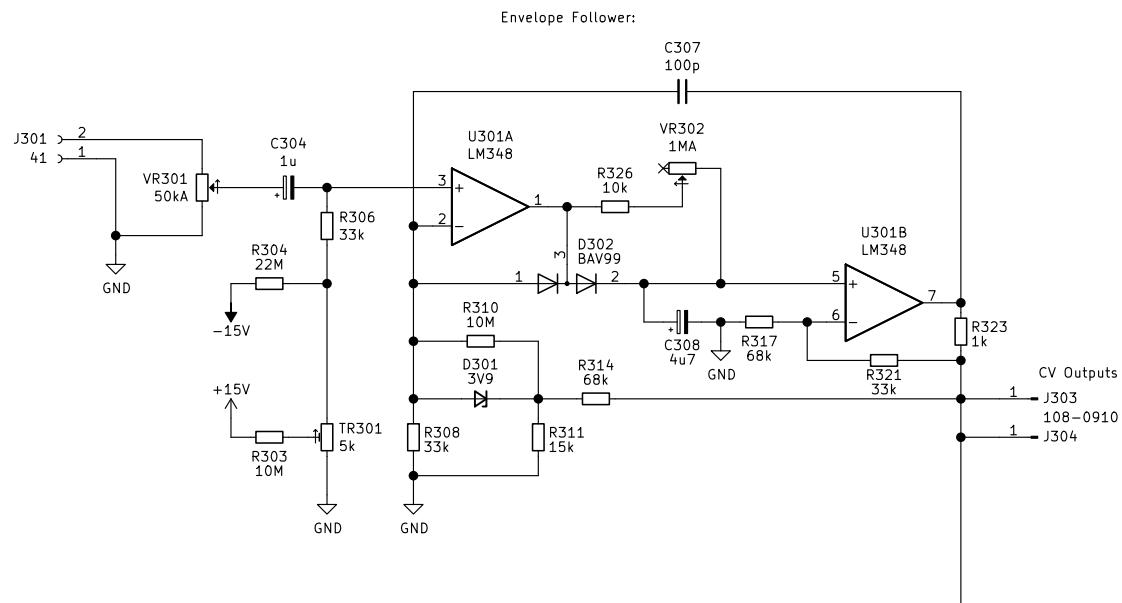 Envelope Follower:
C307
100p
J301
2
41
1
VR301
50kA
C304
1u
+
R306
33k
R304
22M
GND
−15V
+15V
R303
10M
TR301
5k
GND
U301A
LM348
3
+
2
−
1
R326
10k
VR302
1MA
D302
BAV99
3
1
2
U301B
LM348
5
+
6
−
7
R310
10M
D301
3V9
R308
33k
GND
R311
15k
R314
68k
+
C308
4u7
GND
R317
68k
R321
33k
R323
1k
CV Outputs
1
J303
108−0910
1
J304